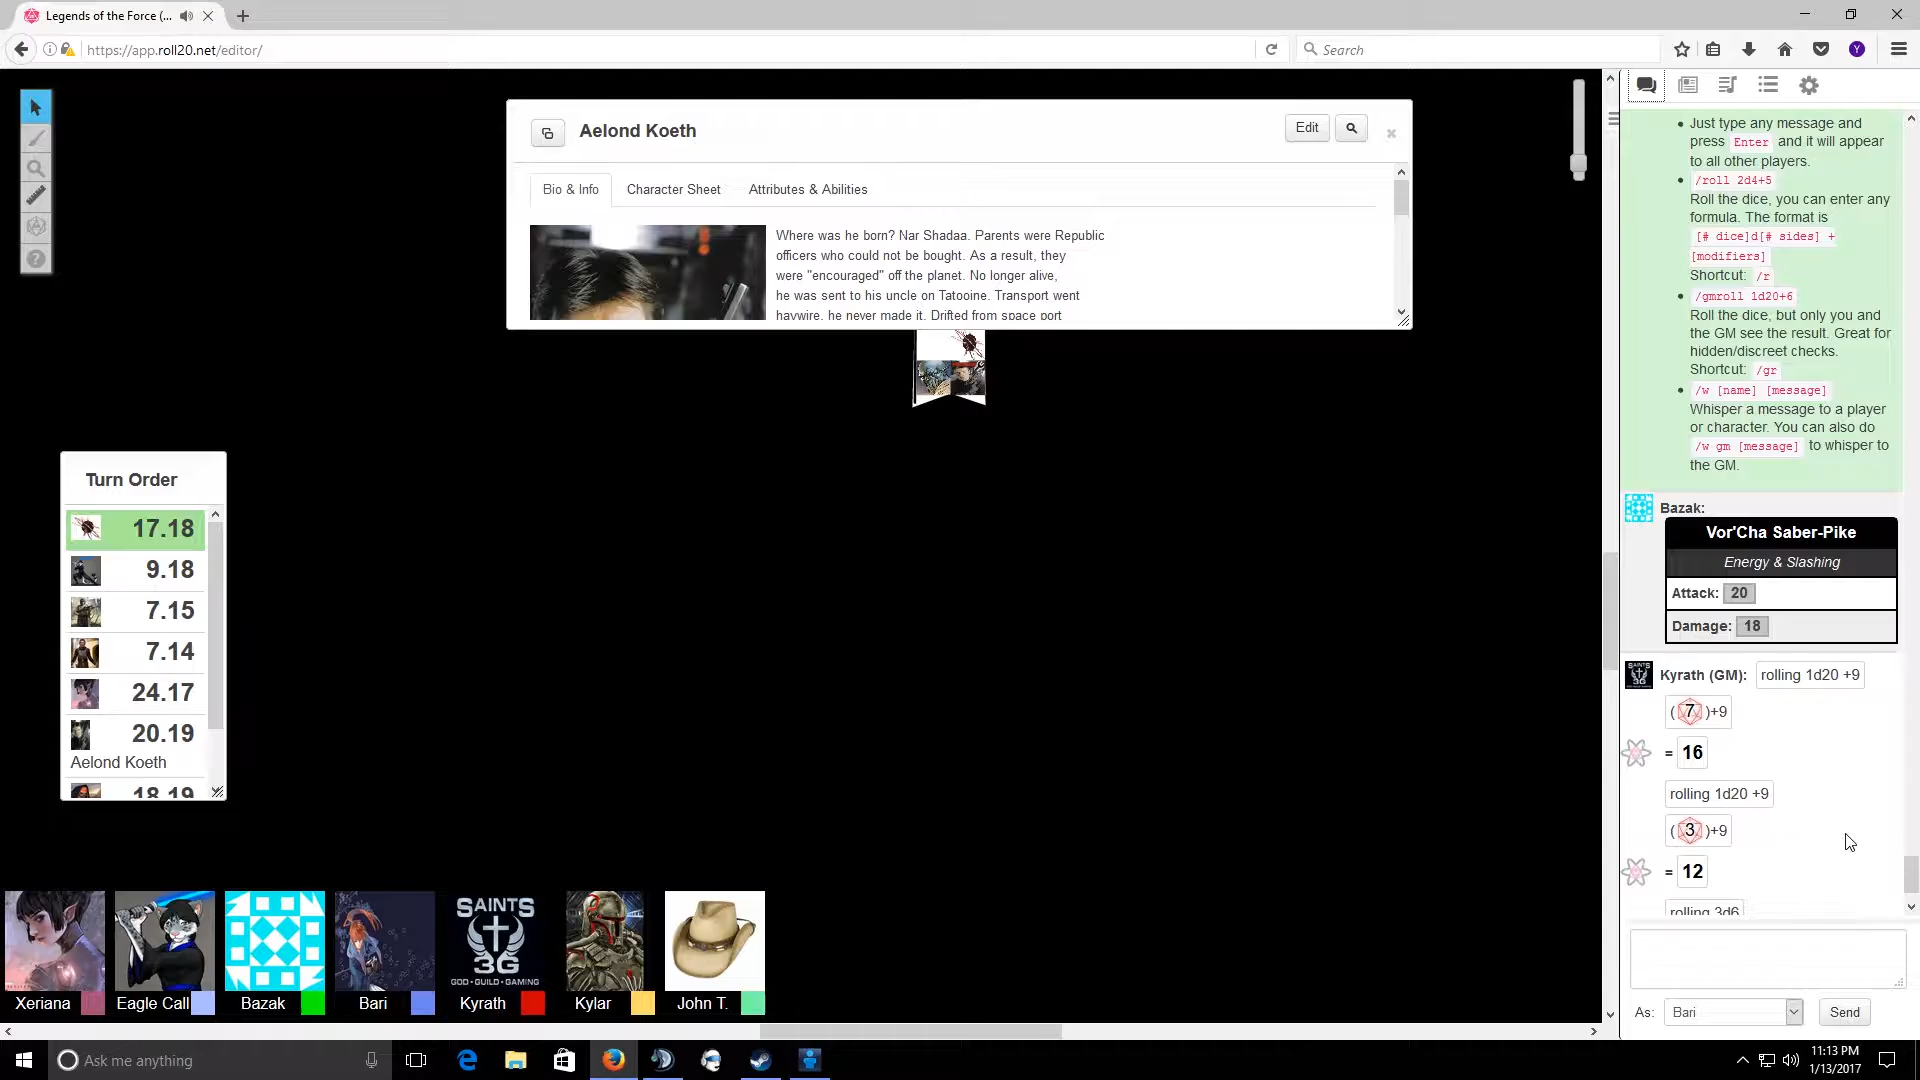 Legends of the Force (...
https://app.roll20.net/editor/
Search
Y
Aelond Koeth
Edit
Bio & Info
Character Sheet
Attributes & Abilities
Where was he born? Nar Shadaa. Parents were Republic
officers who could not be bought. As a result, they
were "encouraged" off the planet. No longer alive,
he was sent to his uncle on Tatooine. Transport went
haywire, he never made it. Drifted from space port
Turn Order
17.18
9.18
7.15
7.14
24.17
20.19
Aelond Koeth
18.19
Just type any message and
press Enter and it will appear
to all other players.
/roll 2d4+5
Roll the dice, you can enter any
formula. The format is
[# dice]d[# sides] +
[modifiers]
Shortcut: /r
/gmroll 1d20+6
Roll the dice, but only you and
the GM see the result. Great for
hidden/discreet checks.
Shortcut: /gr
/w [name] [message]
Whisper a message to a player
or character. You can also do
/w gm [message] to whisper to
the GM.
Bazak:
Vor'Cha Saber-Pike
Energy & Slashing
Attack: 20
Damage: 18
Kyrath (GM): rolling 1d20 +9
(7)+9
= 16
rolling 1d20 +9
(3)+9
= 12
rolling 3d6
As: Bari
Send
SAINTS
3G
GOD • GUILD • GAMING
Xeriana
Eagle Call
Bazak
Bari
Kyrath
Kylar
John T.
Ask me anything
11:13 PM
1/13/2017